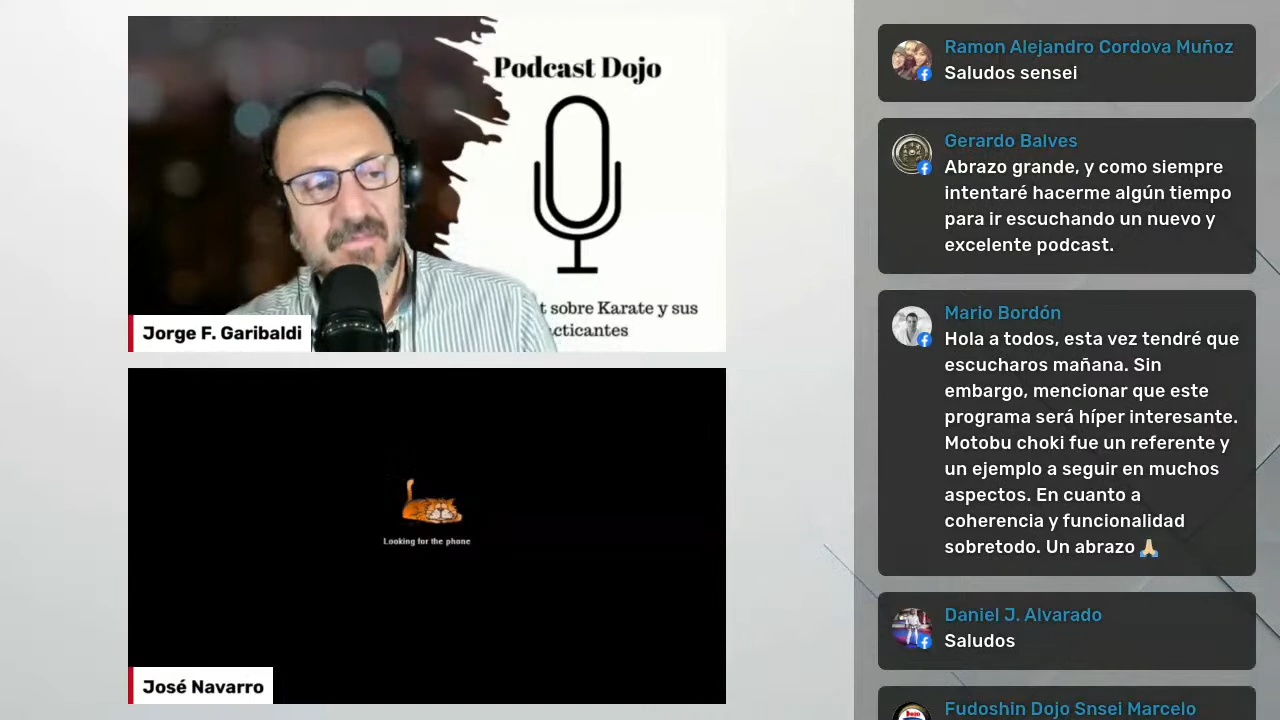 Podcast Dojo
t sobre Karate y sus
acticantes
Jorge F. Garibaldi
Looking for the phone
José Navarro
Ramon Alejandro Cordova Muñoz
Saludos sensei
Gerardo Balves
Abrazo grande, y como siempre
intentaré hacerme algún tiempo
para ir escuchando un nuevo y
excelente podcast.
Mario Bordón
Hola a todos, esta vez tendré que
escucharos mañana. Sin
embargo, mencionar que este
programa será híper interesante.
Motobu choki fue un referente y
un ejemplo a seguir en muchos
aspectos. En cuanto a
coherencia y funcionalidad
sobretodo. Un abrazo 🙏🏼
Daniel J. Alvarado
Saludos
Fudoshin Dojo Snsei Marcelo